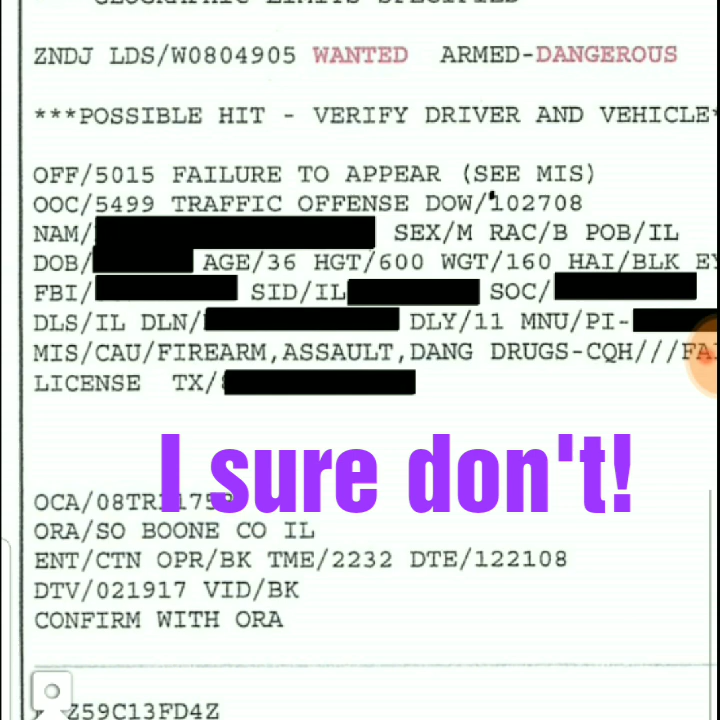 ZNDJ LDS/W0804905 WANTED ARMED-DANGEROUS
***POSSIBLE HIT - VERIFY DRIVER AND VEHICLE*
OFF/5015 FAILURE TO APPEAR (SEE MIS)
OOC/5499 TRAFFIC OFFENSE DOW/102708
NAM/ SEX/M RAC/B POB/IL
DOB/ AGE/36 HGT/600 WGT/160 HAI/BLK EY
FBI/ SID/IL SOC/
DLS/IL DLN/ DLY/11 MNU/PI-
MIS/CAU/FIREARM,ASSAULT,DANG DRUGS-CQH///FA
LICENSE TX/
I sure don't!
ORA/SO BOONE CO IL
ENT/CTN OPR/BK TME/2232 DTE/122108
DTV/021917 VID/BK
CONFIRM WITH ORA
Z59C13FD4Z